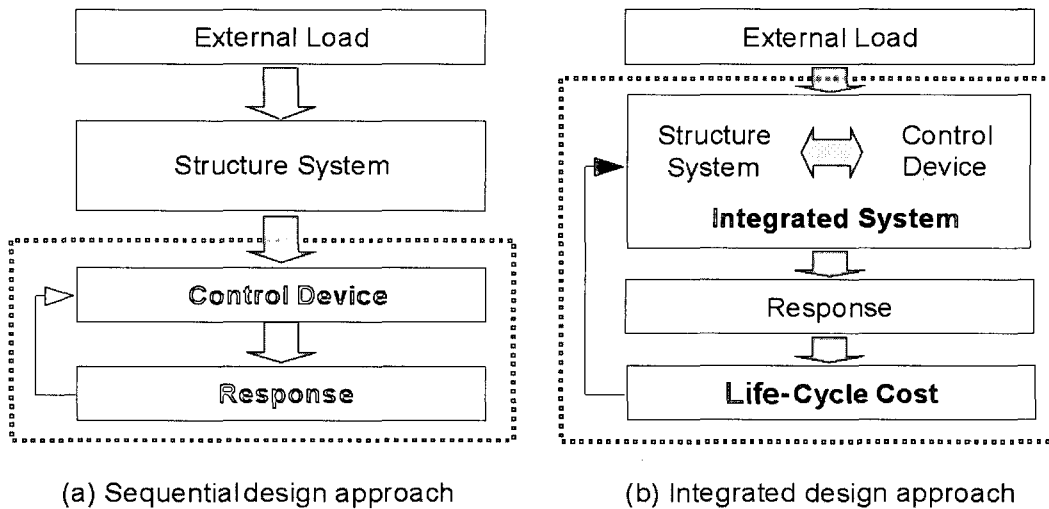 External Load
Structure System
Control Device
Response
(a) Sequential design approach
External Load
Structure
System
Control
Device
Integrated System
Response
Life-Cycle Cost
(b) Integrated design approach